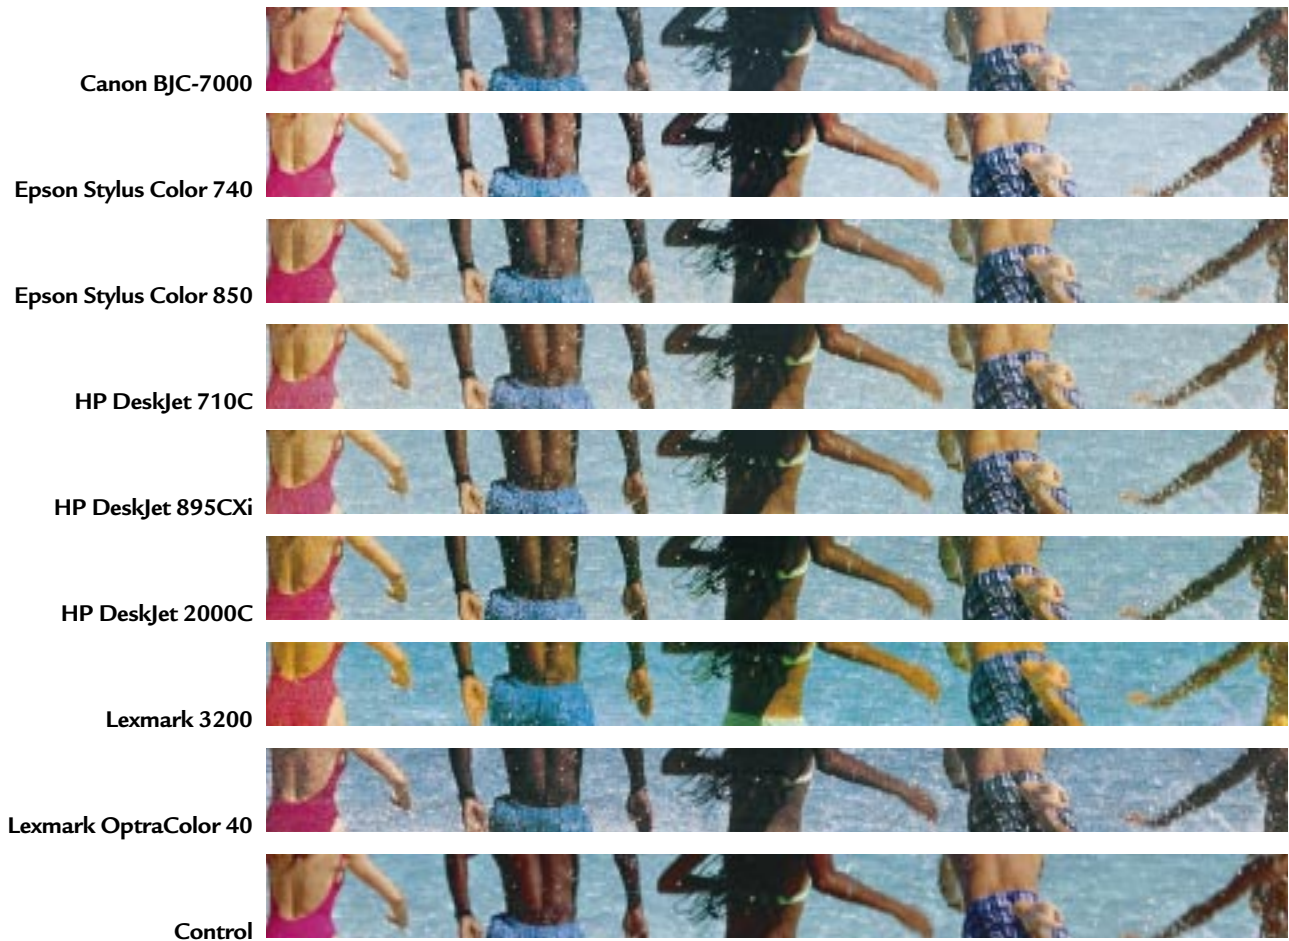 Canon BJC-7000
Epson Stylus Color 740
Epson Stylus Color 850
HP DeskJet 710C
HP DeskJet 895CXi
HP DeskJet 2000C
Lexmark 3200
Lexmark OptraColor 40
Control